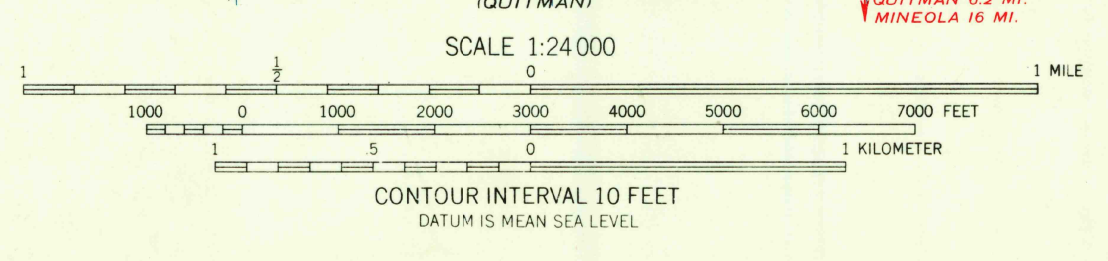 (QUITMAN)
QUITMAN 6.2 MI.
MINEOLA 16 MI.
SCALE 1:24 000
1 ½ 0 1 MILE
1000 0 1000 2000 3000 4000 5000 6000 7000 FEET
1 .5 0 1 KILOMETER
CONTOUR INTERVAL 10 FEET
DATUM IS MEAN SEA LEVEL